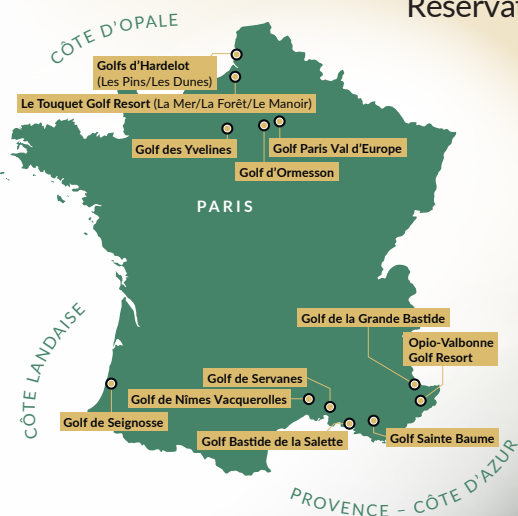 Réservat
CÔTE D'OPALE
Golfs d'Hardelot
(Les Pins/Les Dunes)
Le Touquet Golf Resort (La Mer/La Forêt/Le Manoir)
Golf des Yvelines
Golf Paris Val d'Europe
Golf d'Ormesson
PARIS
Golf de la Grande Bastide
Opio-Valbonne
Golf Resort
CÔTE LANDAISE
Golf de Servanes
Golf de Nîmes Vacquerolles
Golf de Seignosse
Golf Bastide de la Salette
Golf Sainte Baume
PROVENCE – CÔTE D'AZUR